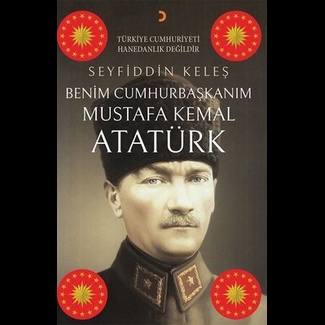 TÜRKİYE CUMHURİYETİ
HANEDANLIK DEĞİLDİR
SEYFİDDİN KELEŞ
BENİM CUMHURBAŞKANIM
MUSTAFA KEMAL
ATATÜRK